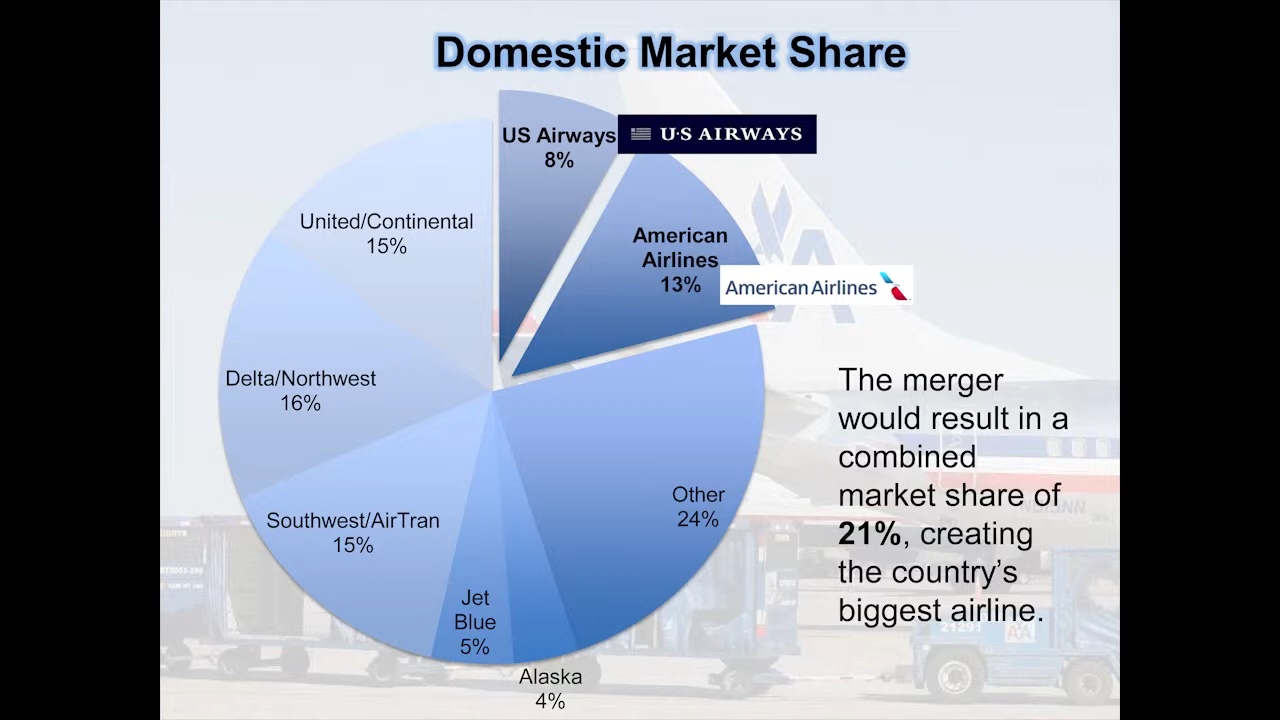 Domestic Market Share
US Airways
8%
U·S AIRWAYS
American
Airlines
13%
American Airlines
United/Continental
15%
Delta/Northwest
16%
Southwest/AirTran
15%
Jet
Blue
5%
Alaska
4%
Other
24%
The merger
would result in a
combined
market share of
21%, creating
the country's
biggest airline.
AA